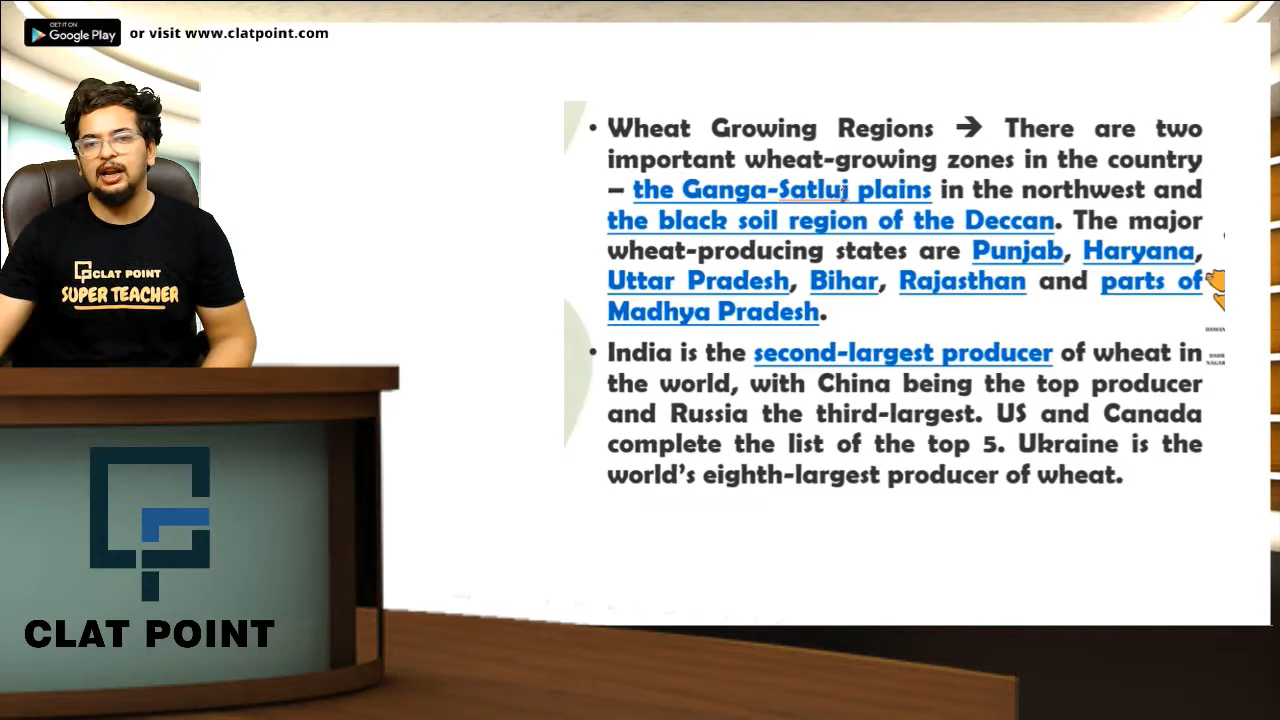 GET IT ON
Google Play
or visit www.clatpoint.com
• Wheat Growing Regions → There are two
important wheat-growing zones in the country
– the Ganga-Satluj plains in the northwest and
the black soil region of the Deccan. The major
wheat-producing states are Punjab, Haryana,
Uttar Pradesh, Bihar, Rajasthan and parts of
Madhya Pradesh.
• India is the second-largest producer of wheat in
the world, with China being the top producer
and Russia the third-largest. US and Canada
complete the list of the top 5. Ukraine is the
world’s eighth-largest producer of wheat.
CLAT POINT
SUPER TEACHER
CLAT POINT